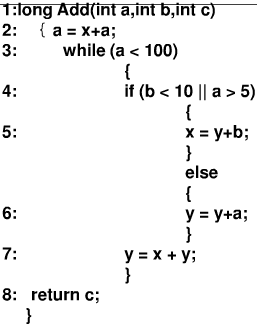 1:long Add(int a,int b,int c)
2: { a = x+a;
3: while (a < 100)
{
4: if (b < 10 || a > 5)
{
5: x = y+b;
}
else
{
6: y = y+a;
}
7: y = x + y;
}
8: return c;
}